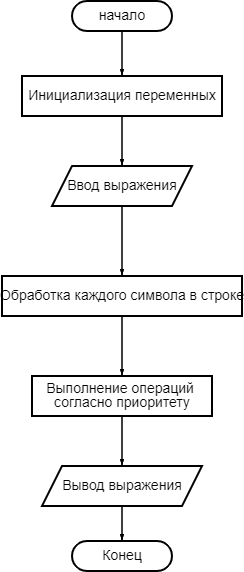 начало
Инициализация переменных
Ввод выражения
Обработка каждого символа в строке
Выполнение операций
согласно приоритету
Вывод выражения
Конец